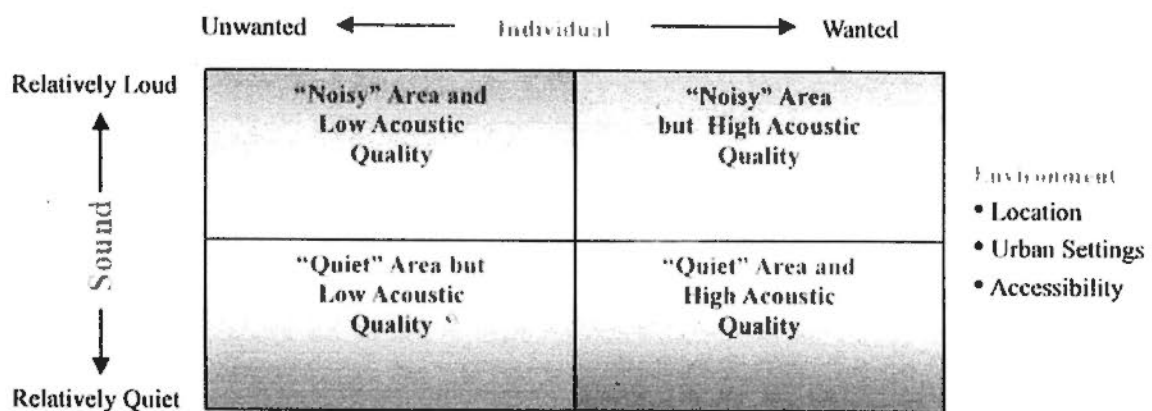 Unwanted Individual Wanted
Relatively Loud
"Noisy" Area and
Low Acoustic
Quality
"Noisy" Area
but High Acoustic
Quality
Sound
"Quiet" Area but
Low Acoustic
Quality
"Quiet" Area and
High Acoustic
Quality
Relatively Quiet
Environment
• Location
• Urban Settings
• Accessibility